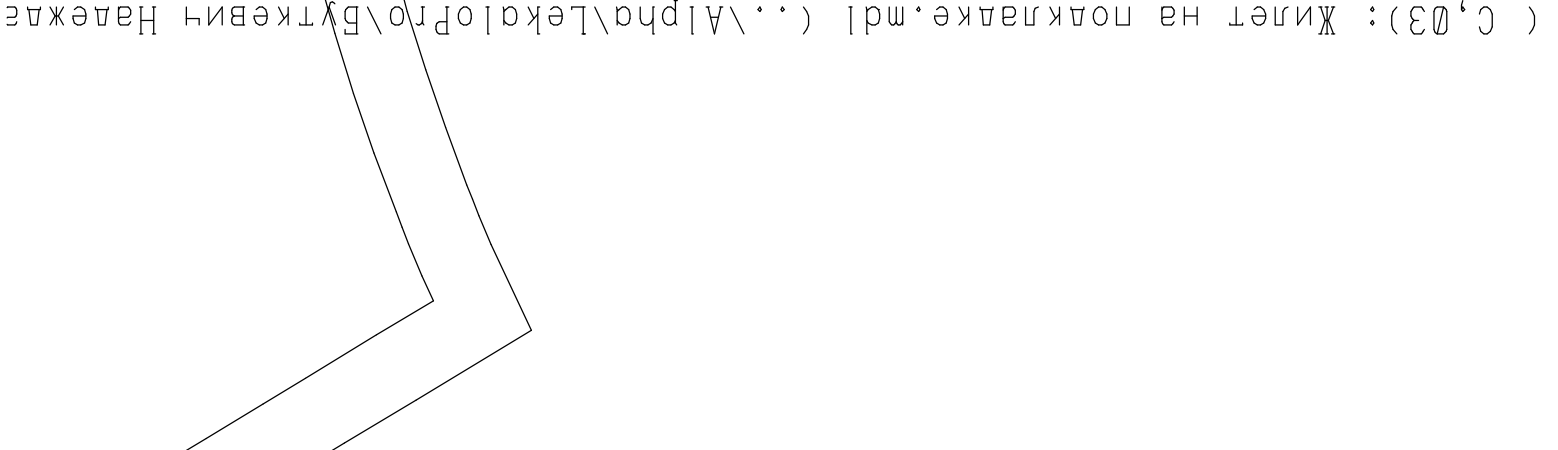 ( C,03): Жилет на подкладке.mdl ( ..\Alpha\LekaloPro\Буткевич Надежда